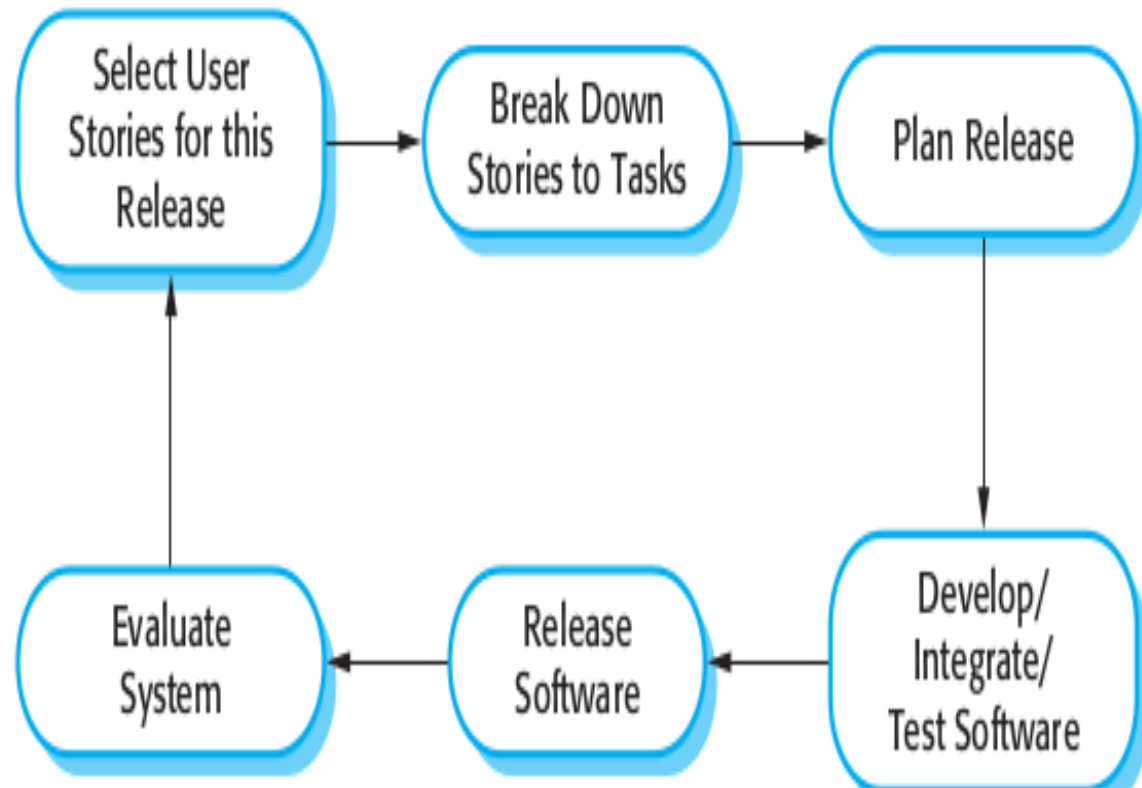 Select User
Stories for this
Release
Break Down
Stories to Tasks
Plan Release
Evaluate
System
Release
Software
Develop/
Integrate/
Test Software